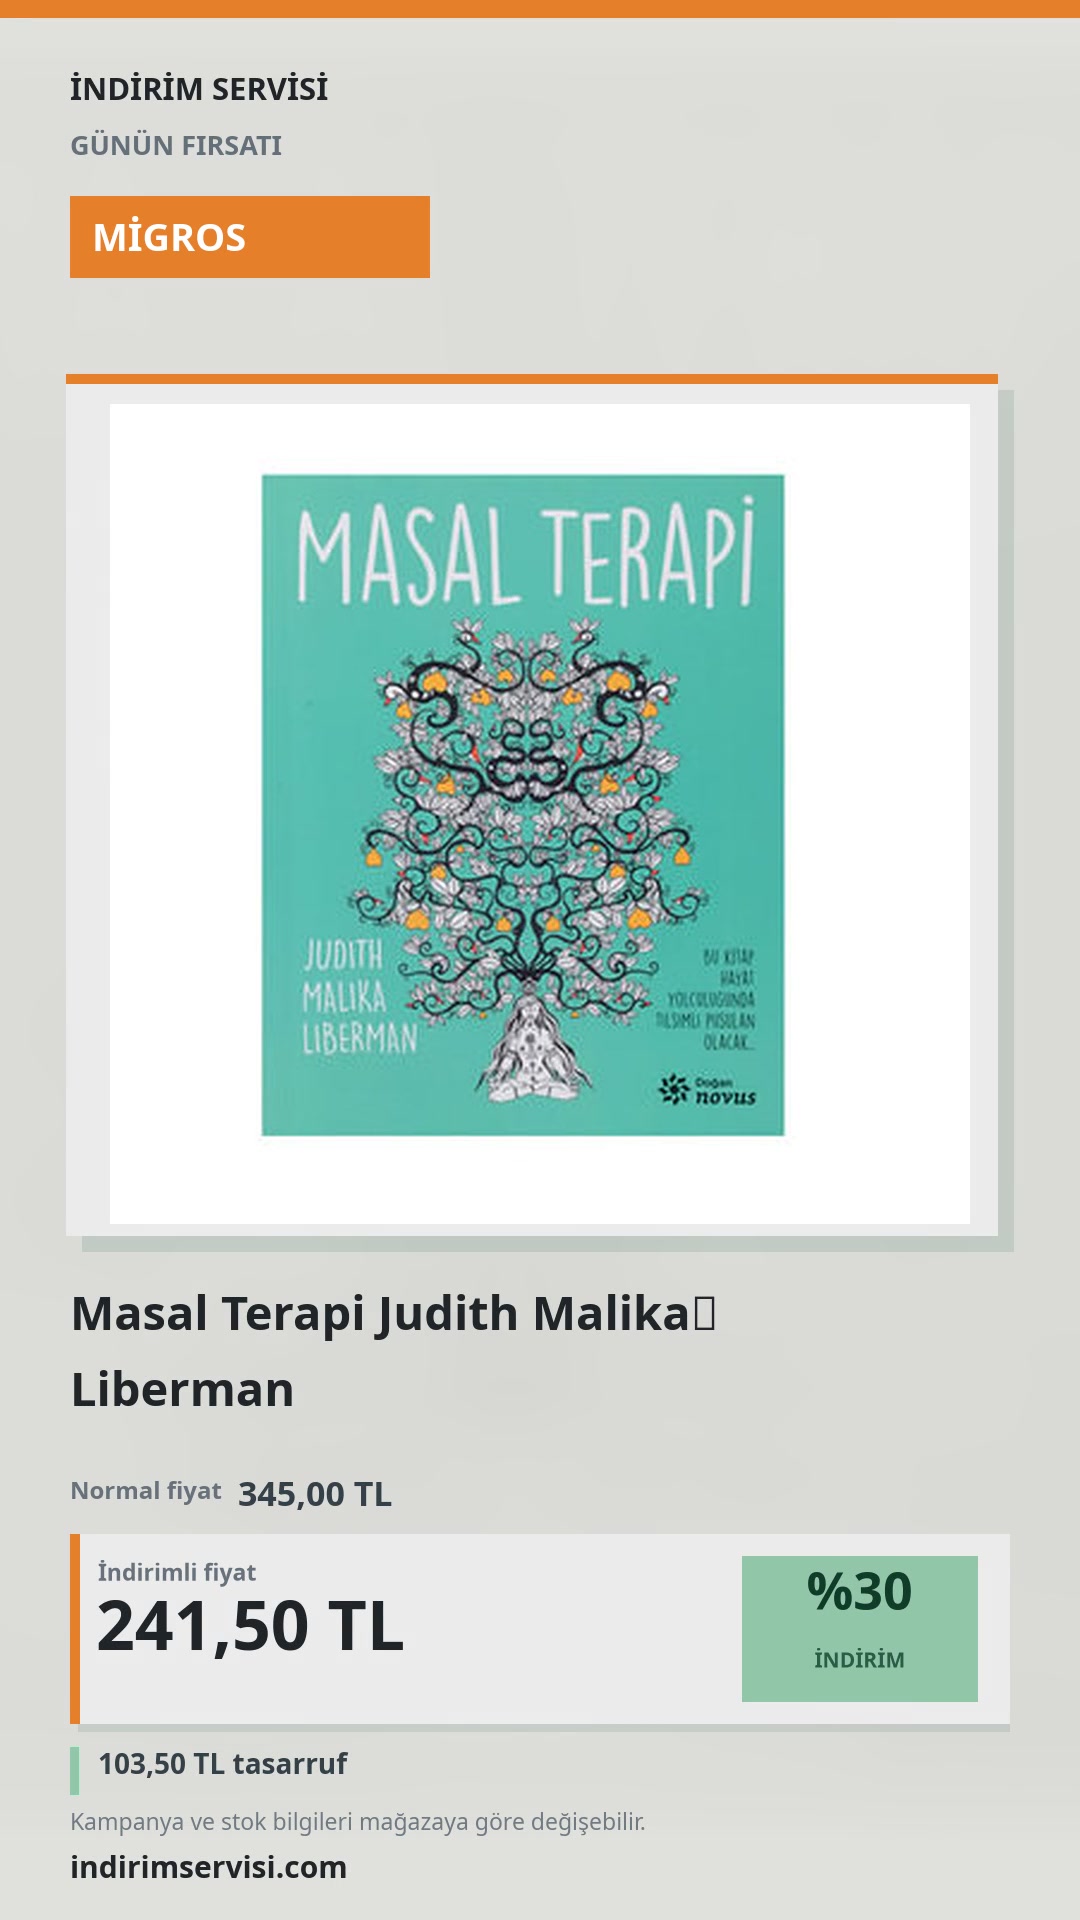 İNDİRİM SERVİSİ
GÜNÜN FIRSATI
MİGROS
MASAL TERAPİ
JUDITH
MALIKA
LIBERMAN
BU KİTAP
HAYAT
YOLCULUĞUNDA
TILSIMLI PUSULAN
OLACAK...
Doğan
novus
Masal Terapi Judith Malika
Liberman
Normal fiyat 345,00 TL
İndirimli fiyat
241,50 TL
%30
İNDİRİM
103,50 TL tasarruf
Kampanya ve stok bilgileri mağazaya göre değişebilir.
indirimservisi.com